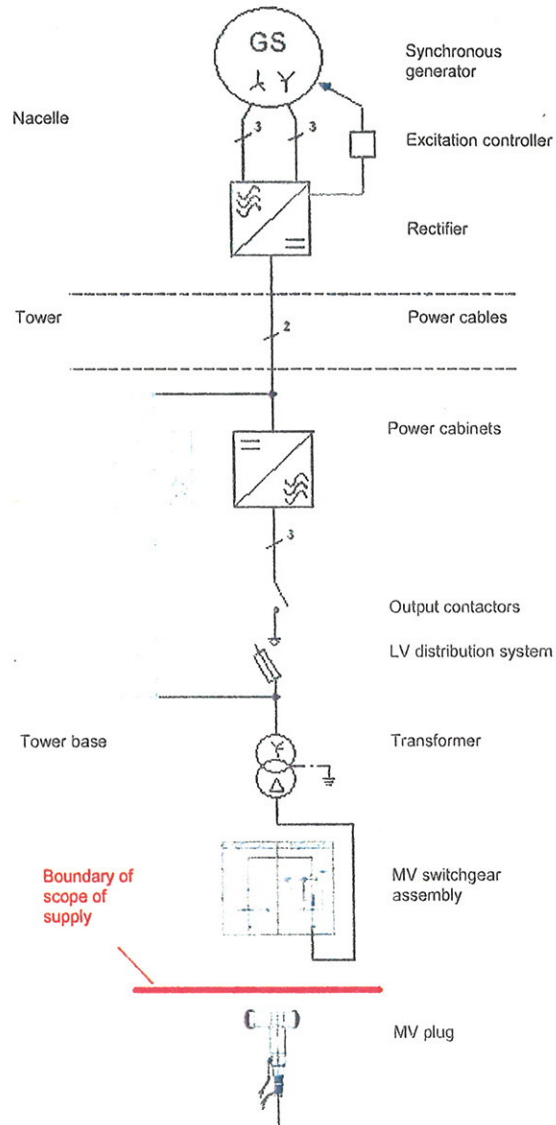 GS
Synchronous
generator
Nacelle
3
3
Excitation controller
Rectifier
Tower
2
Power cables
Power cabinets
3
Output contactors
LV distribution system
Tower base
Transformer
Boundary of
scope of
supply
MV switchgear
assembly
MV plug